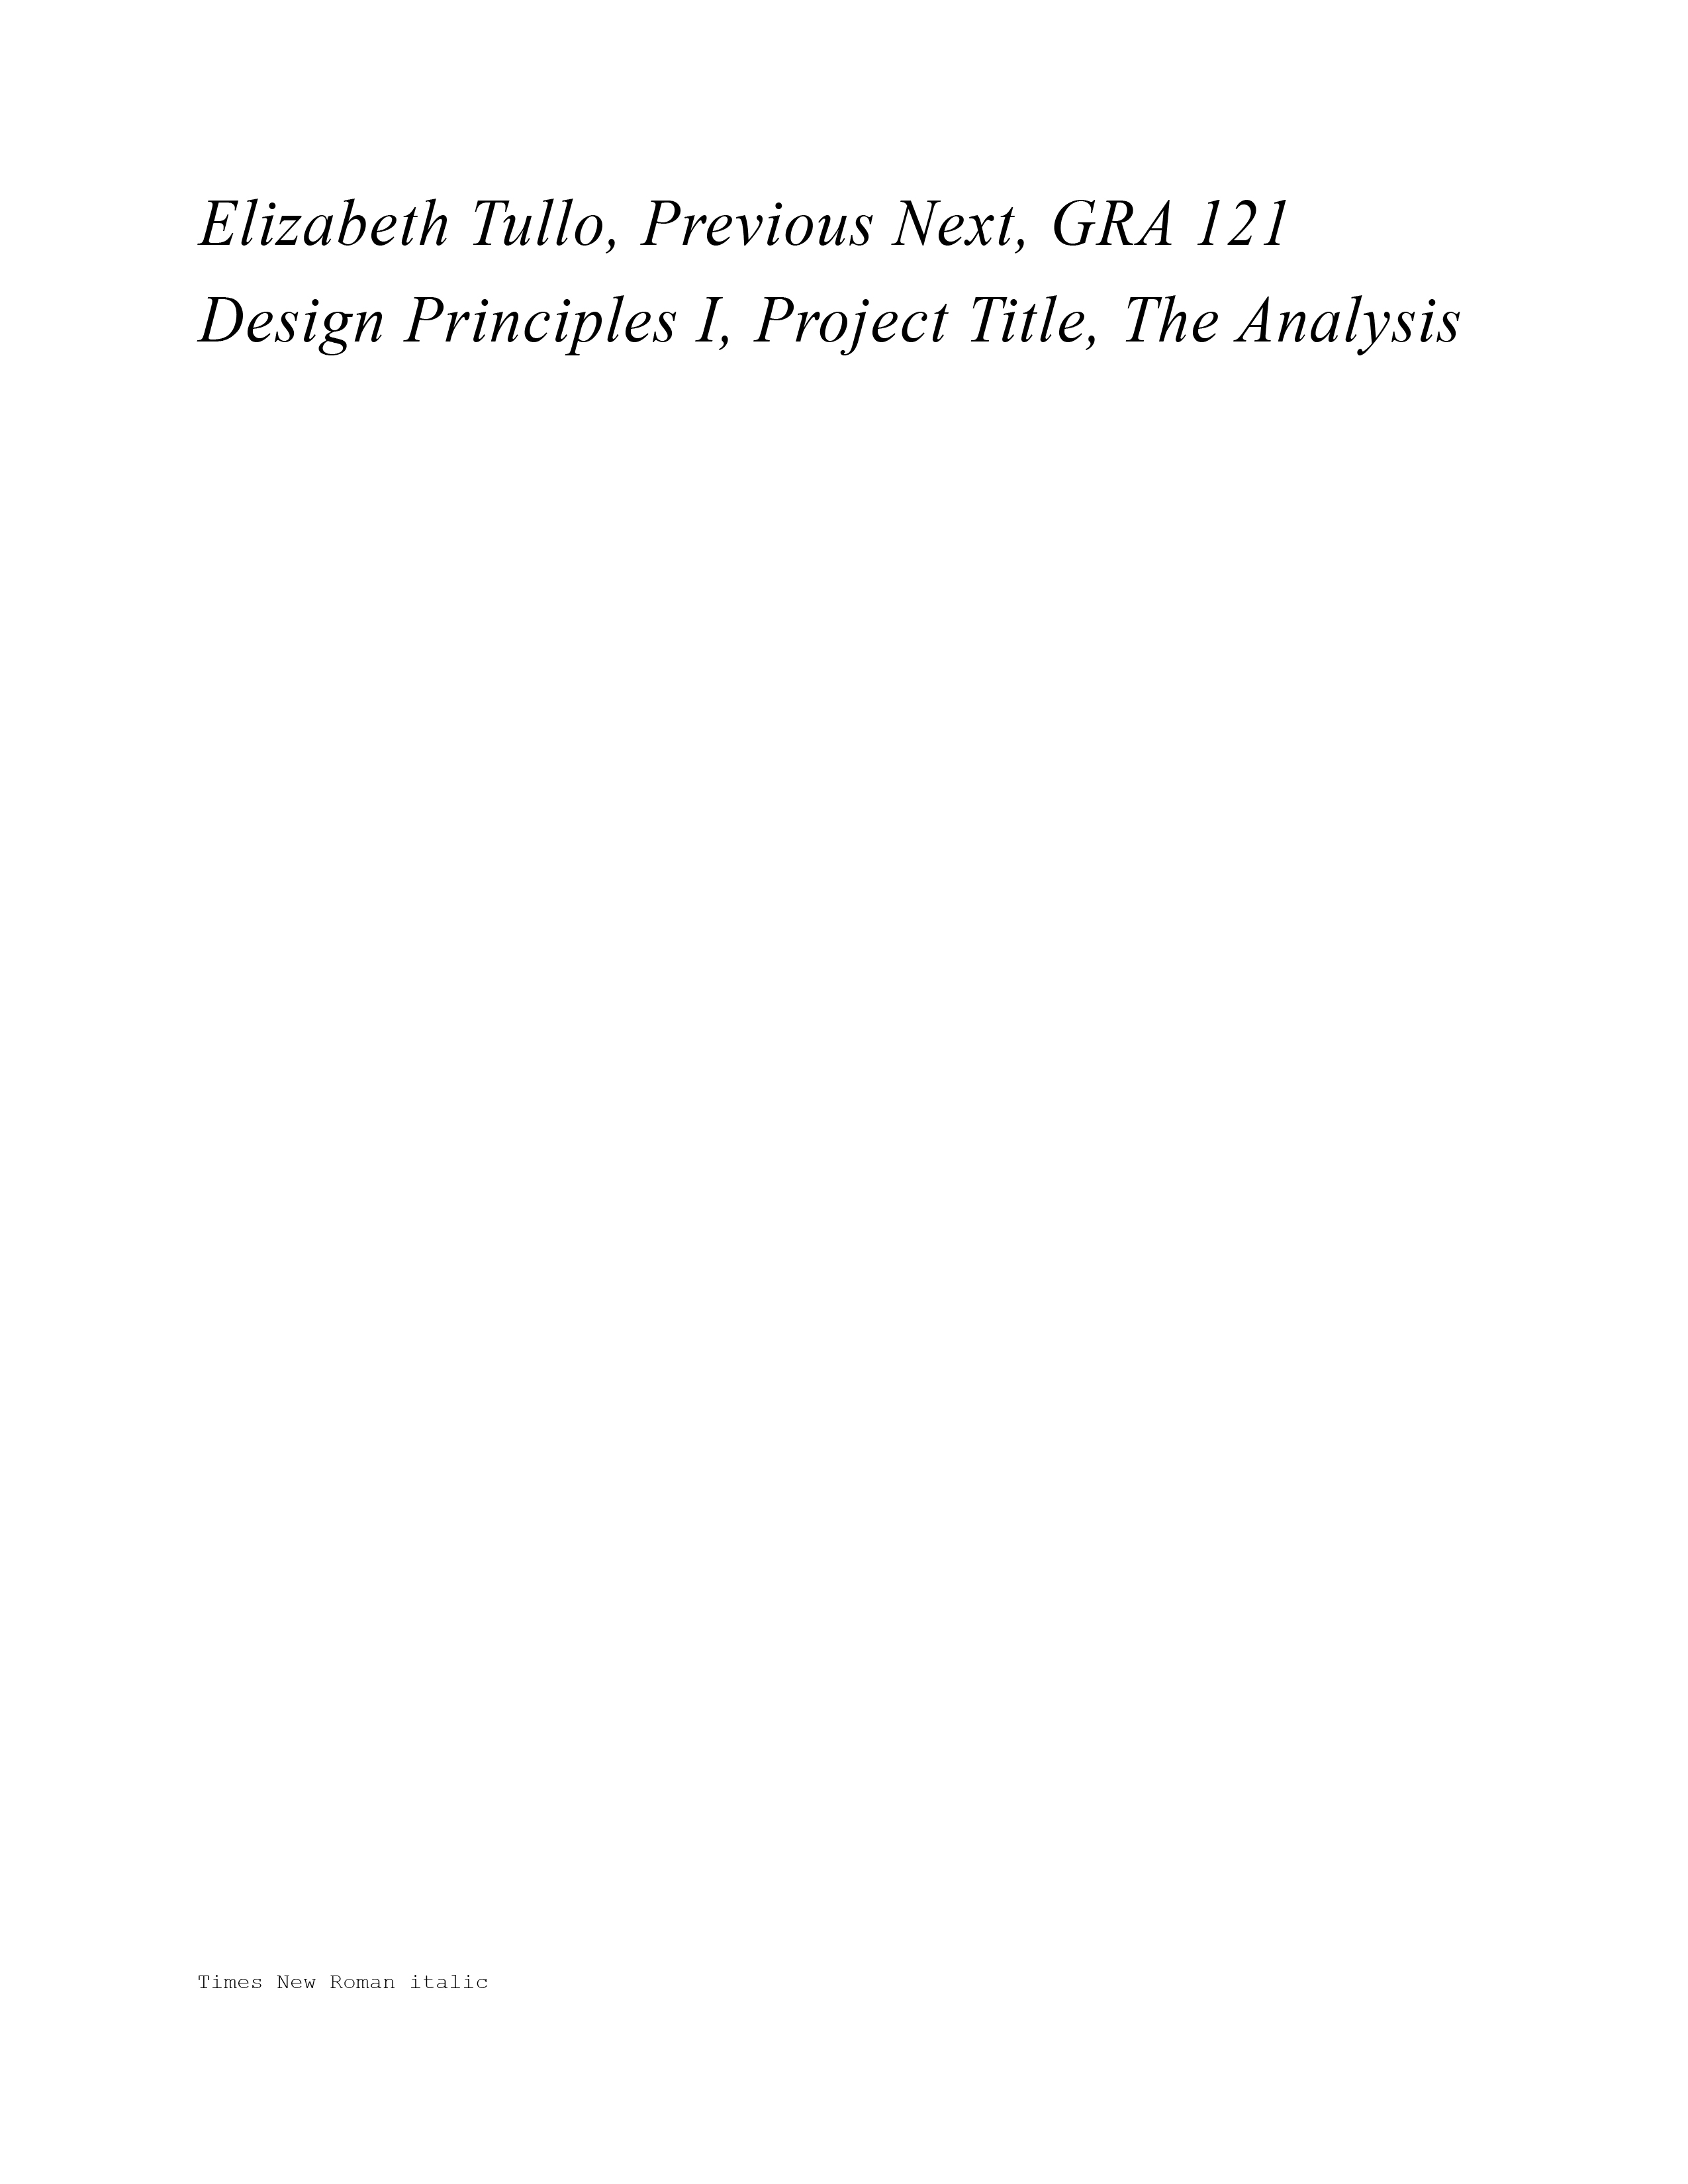 Elizabeth Tullo, Previous Next, GRA 121
Design Principles I, Project Title, The Analysis
Times New Roman italic